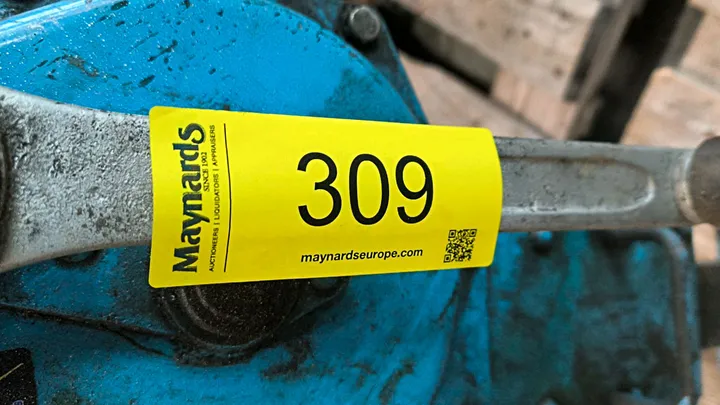 Maynards
SINCE 1902
AUCTIONEERS | LIQUIDATORS | APPRAISERS
309
maynardseurope.com